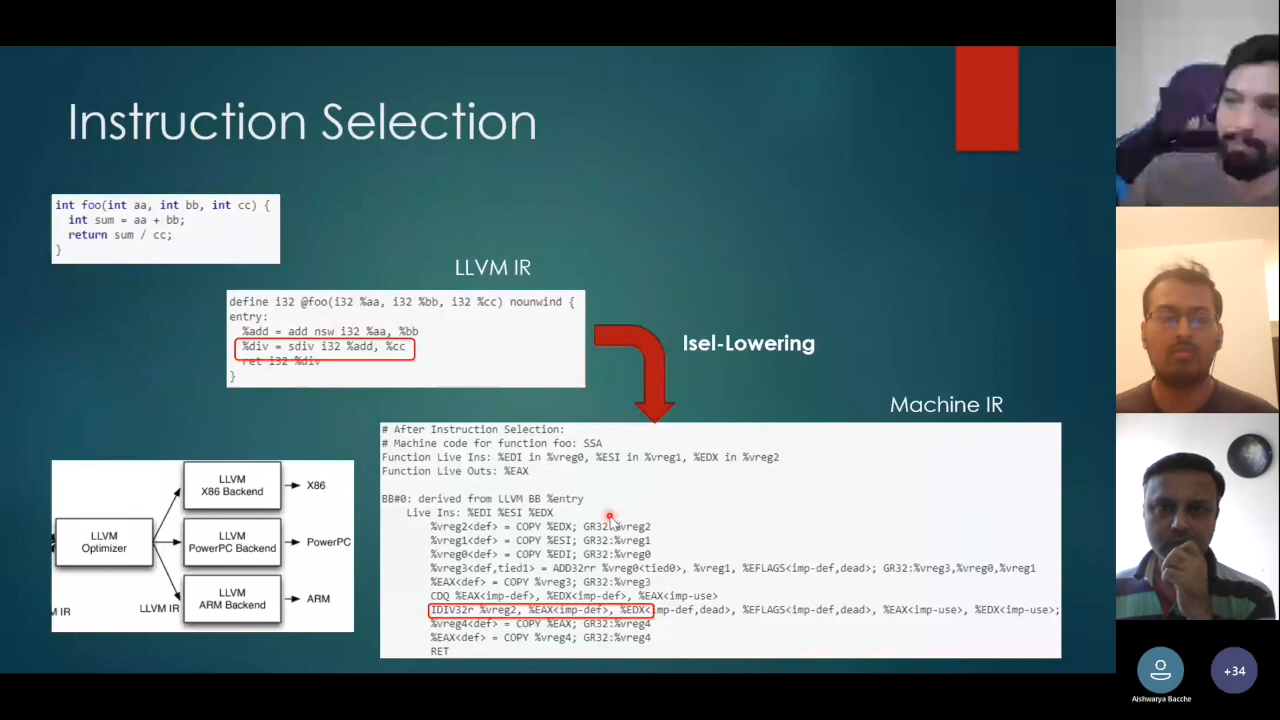 Instruction Selection
int foo(int aa, int bb, int cc) {
int sum = aa + bb;
return sum / cc;
}
LLVM IR
define i32 @foo(i32 %aa, i32 %bb, i32 %cc) nounwind {
entry:
%add = add nsw i32 %aa, %bb
%div = sdiv i32 %add, %cc
ret i32 %div
}
Isel-Lowering
Machine IR
# After Instruction Selection:
# Machine code for function foo: SSA
Function Live Ins: %EDI in %vreg0, %ESI in %vreg1, %EDX in %vreg2
Function Live Outs: %EAX
BB#0: derived from LLVM BB %entry
Live Ins: %EDI %ESI %EDX
%vreg2<def> = COPY %EDX; GR32:%vreg2
%vreg1<def> = COPY %ESI; GR32:%vreg1
%vreg0<def> = COPY %EDI; GR32:%vreg0
%vreg3<def,tied1> = ADD32rr %vreg0<tied0>, %vreg1, %EFLAGS<imp-def,dead>; GR32:%vreg3,%vreg0,%vreg1
%EAX<def> = COPY %vreg3; GR32:%vreg3
CDQ %EAX<imp-def>, %EDX<imp-def>, %EAX<imp-use>
IDIV32r %vreg2, %EAX<imp-def>, %EDX<imp-def,dead>, %EFLAGS<imp-def,dead>, %EAX<imp-use>, %EDX<imp-use>;
%vreg4<def> = COPY %EAX; GR32:%vreg4
%EAX<def> = COPY %vreg4; GR32:%vreg4
RET
LLVM
X86 Backend
X86
LLVM
Optimizer
LLVM
PowerPC Backend
PowerPC
LLVM
ARM Backend
ARM
M IR
LLVM IR
Aishwarya Bacche
+34